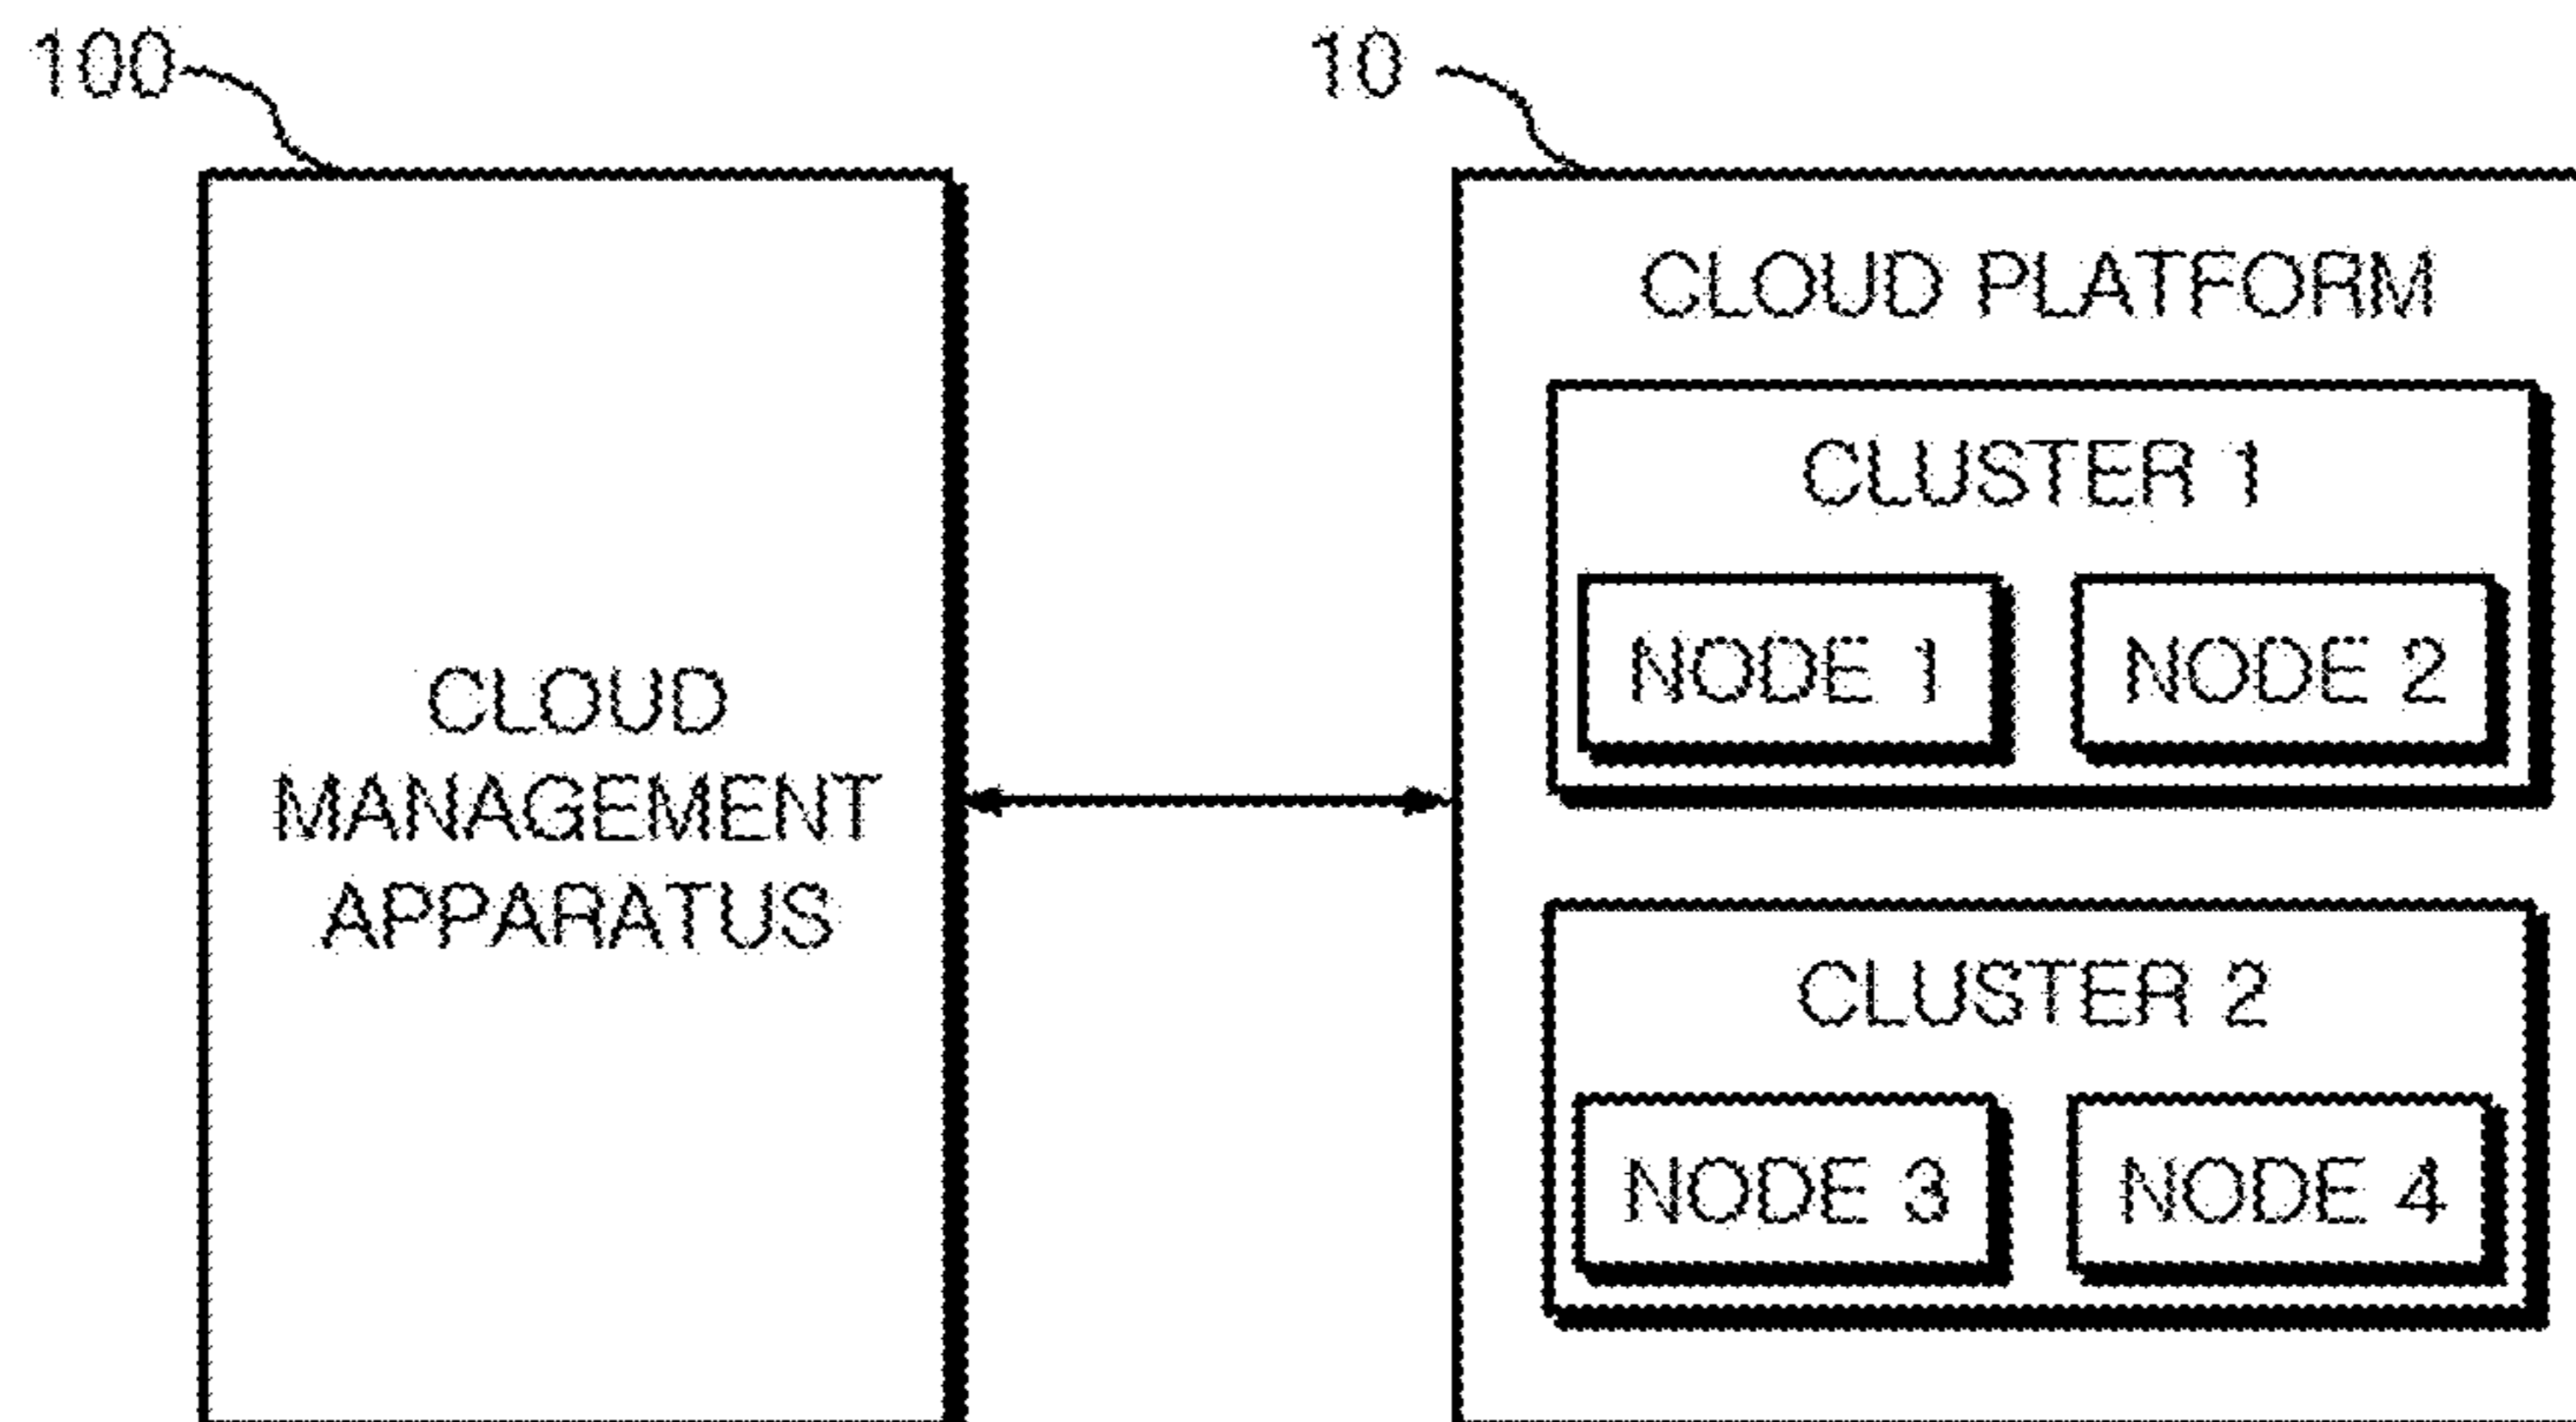 100
10
CLOUD
MANAGEMENT
APPARATUS
CLOUD PLATFORM
CLUSTER 1
NODE 1
NODE 2
CLUSTER 2
NODE 3
NODE 4